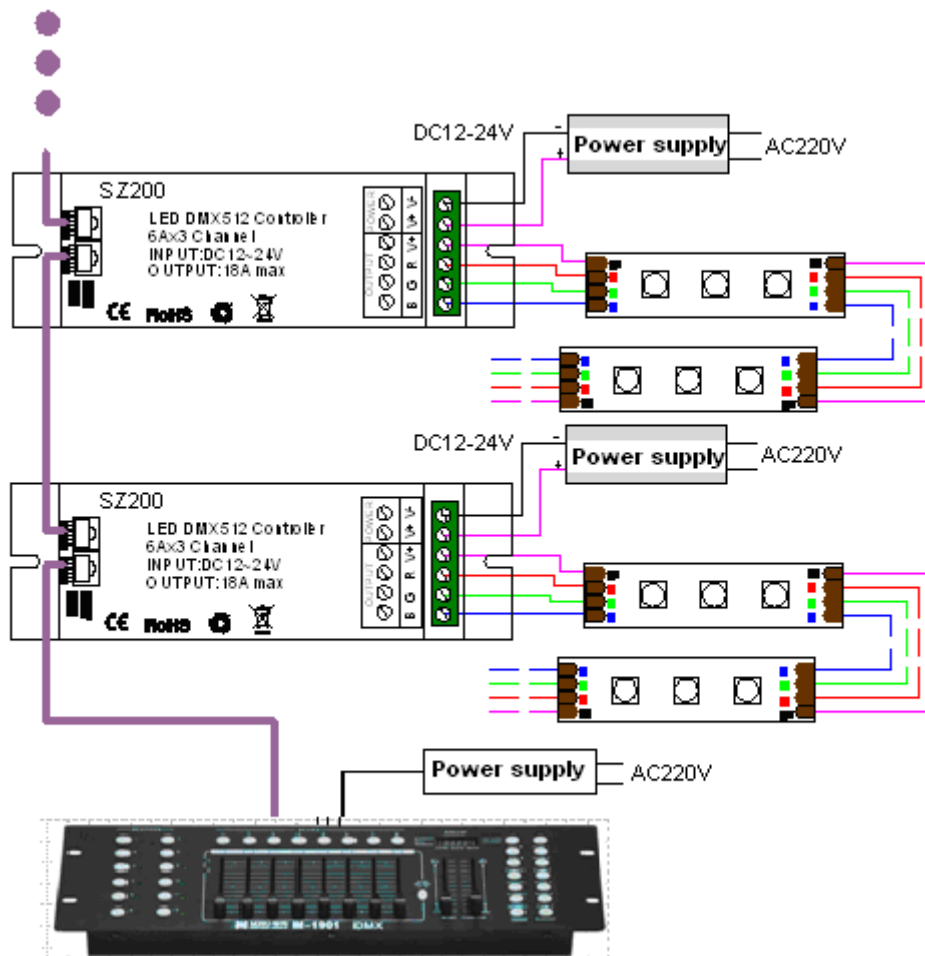 DC12-24V
-
+
Power supply
AC220V
SZ200
LED DMX512 Controller
6Ax3 Channel
INPUT:DC12~24V
OUTPUT:18A max
CE RoHS
POWER
OUTPUT
V-
V+
V+
R
G
B
DC12-24V
-
+
Power supply
AC220V
SZ200
LED DMX512 Controller
6Ax3 Channel
INPUT:DC12~24V
OUTPUT:18A max
CE RoHS
POWER
OUTPUT
V-
V+
V+
R
G
B
Power supply
AC220V
DMX